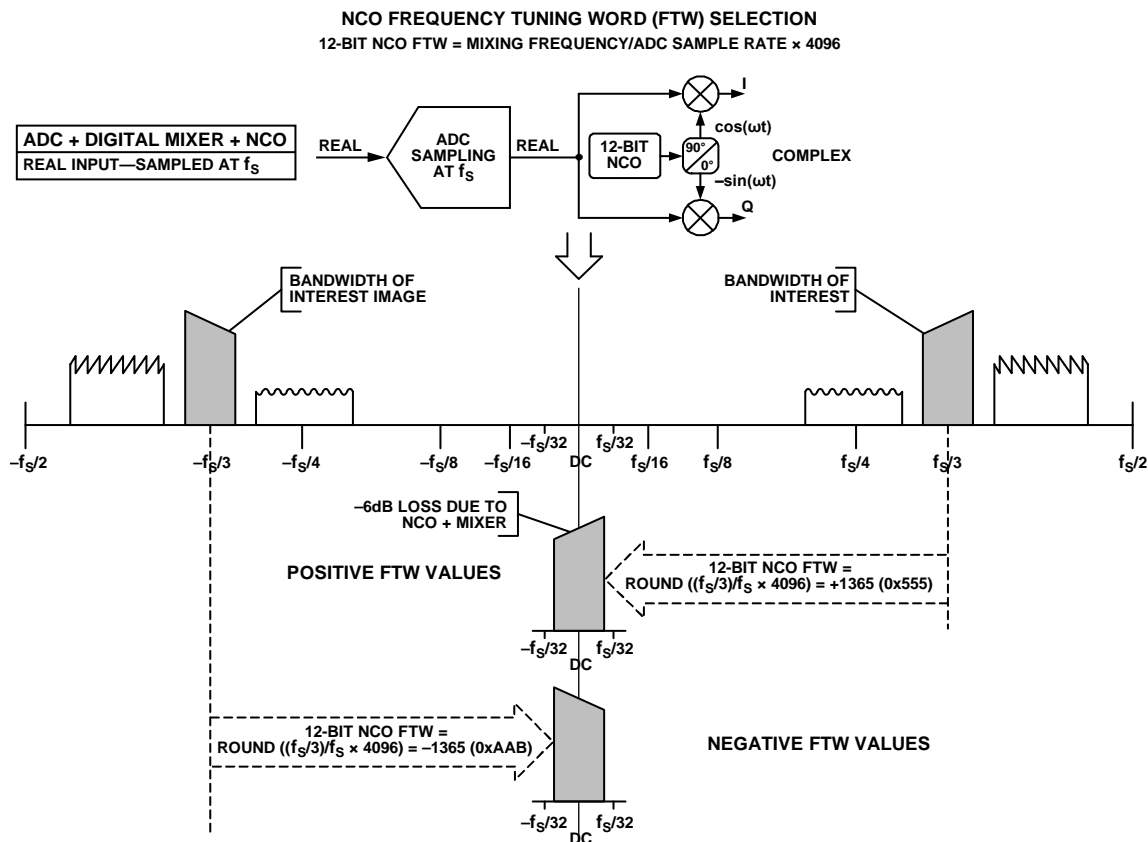 NCO FREQUENCY TUNING WORD (FTW) SELECTION
12-BIT NCO FTW = MIXING FREQUENCY/ADC SAMPLE RATE × 4096
ADC + DIGITAL MIXER + NCO
REAL INPUT—SAMPLED AT fS
REAL
ADC
SAMPLING
AT fS
REAL
12-BIT
NCO
90°
0°
cos(ωt)
–sin(ωt)
I
Q
COMPLEX
BANDWIDTH OF
INTEREST IMAGE
BANDWIDTH OF
INTEREST
–fS/2
–fS/3
–fS/4
–fS/8
–fS/16
–fS/32
DC
fS/32
fS/16
fS/8
fS/4
fS/3
fS/2
–6dB LOSS DUE TO
NCO + MIXER
POSITIVE FTW VALUES
12-BIT NCO FTW =
ROUND ((fS/3)/fS × 4096) = +1365 (0x555)
–fS/32
DC
fS/32
12-BIT NCO FTW =
ROUND ((fS/3)/fS × 4096) = –1365 (0xAAB)
NEGATIVE FTW VALUES
–fS/32
DC
fS/32